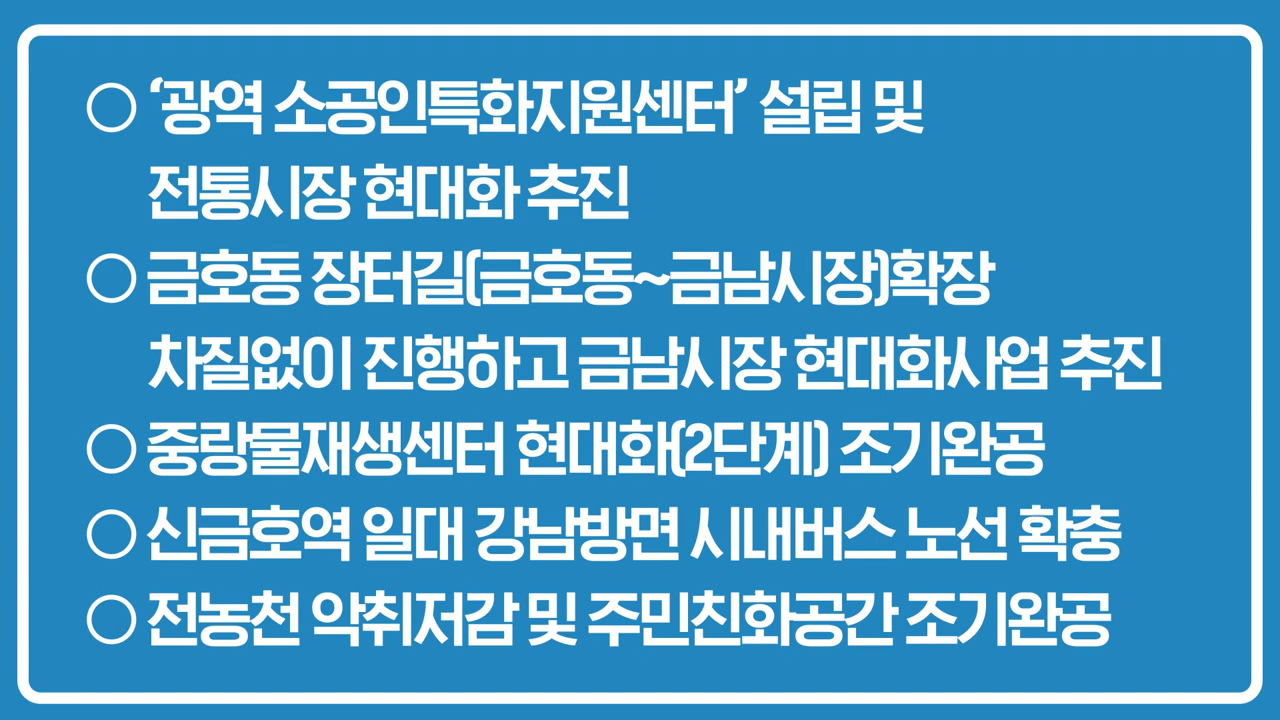 ○ ‘광역 소공인특화지원센터’ 설립 및
전통시장 현대화 추진
○ 금호동 장터길(금호동~금남시장)확장
차질없이 진행하고 금남시장 현대화사업 추진
○ 중랑물재생센터 현대화(2단계) 조기완공
○ 신금호역 일대 강남방면 시내버스 노선 확충
○ 전농천 악취저감 및 주민친화공간 조기완공